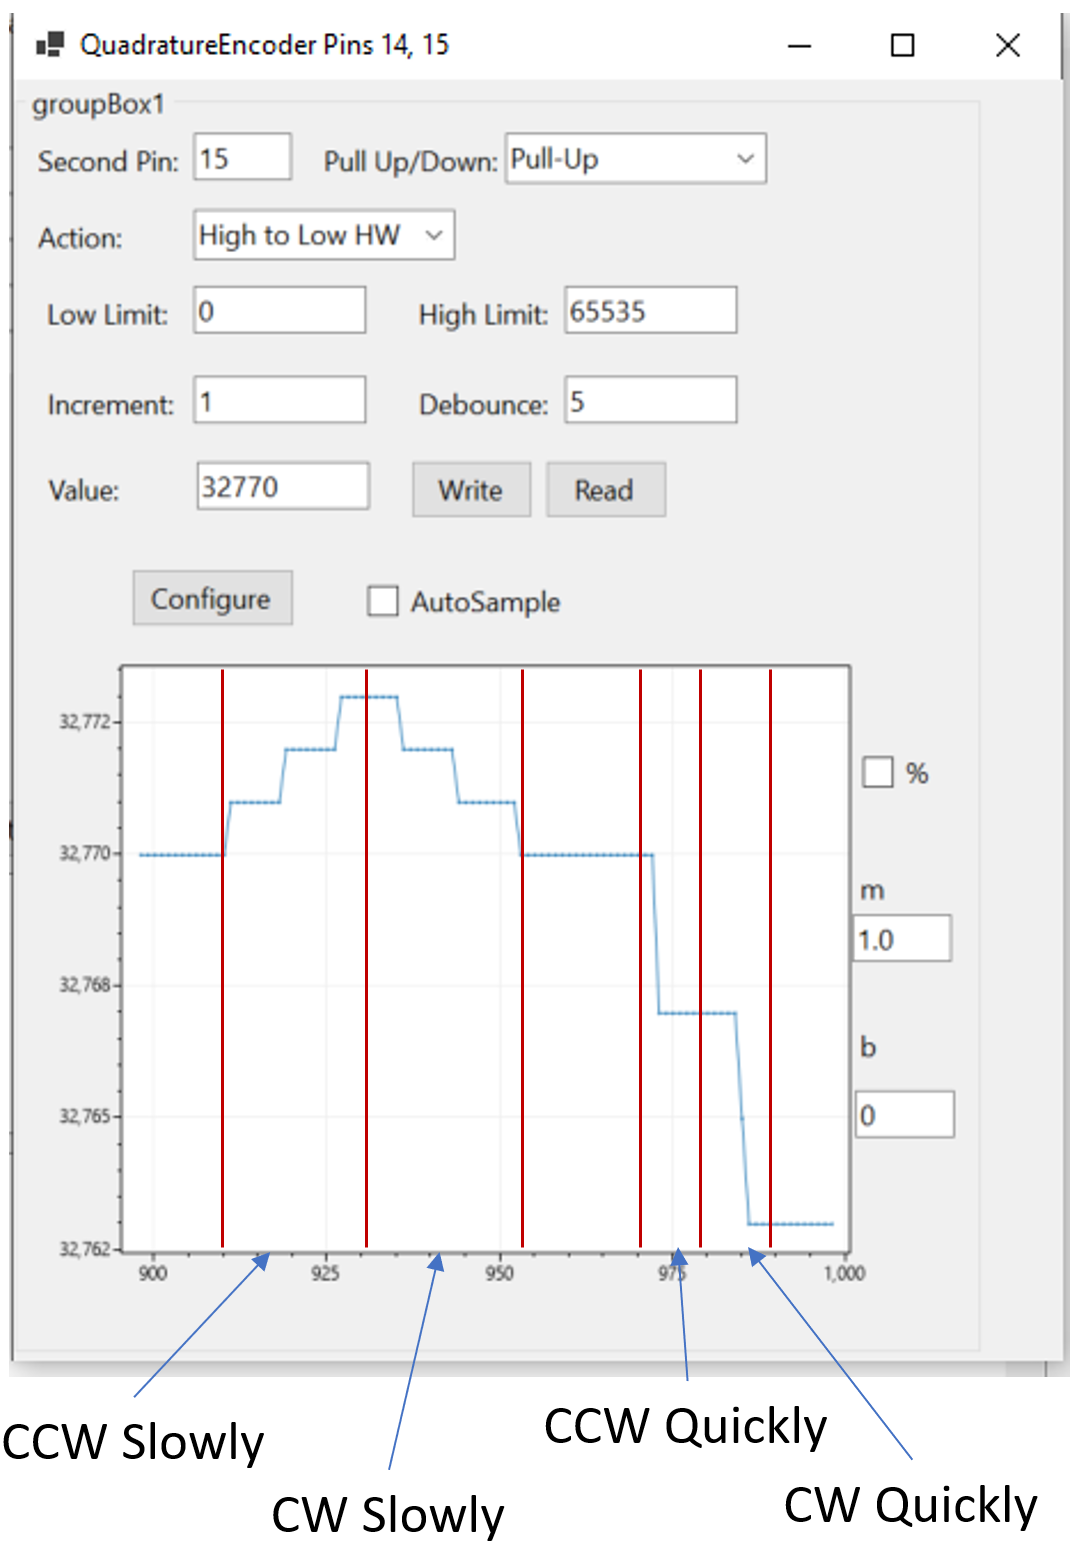 QuadratureEncoder Pins 14, 15
groupBox1
Second Pin: 15 Pull Up/Down: Pull-Up
Action: High to Low HW
Low Limit: 0 High Limit: 65535
Increment: 1 Debounce: 5
Value: 32770 Write Read
Configure AutoSample
32,772
%
32,770
m
1.0
32,768
b
32,765
0
32,762
900 925 950 975 1,000
CCW Slowly
CCW Quickly
CW Slowly
CW Quickly